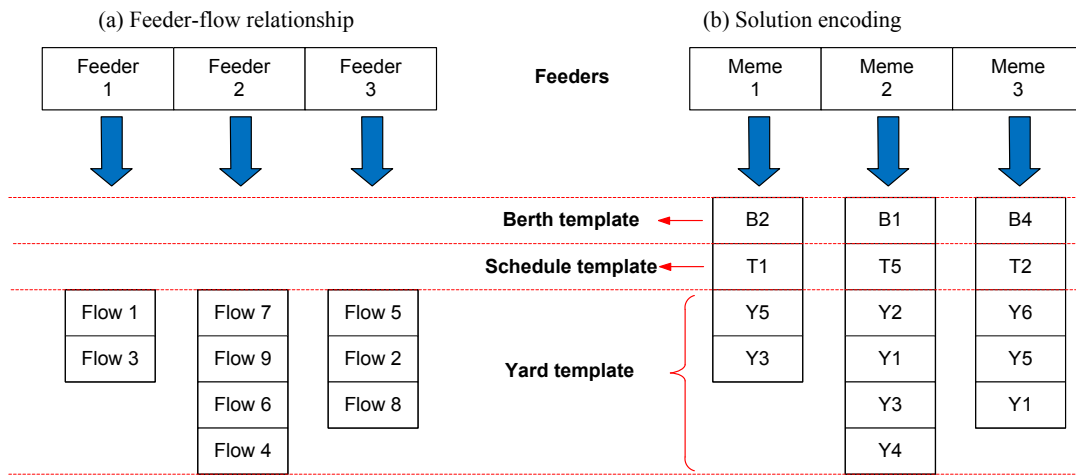 (a) Feeder-flow relationship
(b) Solution encoding
Feeder
1
Feeder
2
Feeder
3
Feeders
Meme
1
Meme
2
Meme
3
Berth template
B2
B1
B4
Schedule template
T1
T5
T2
Flow 1
Flow 7
Flow 5
Y5
Y2
Y6
Flow 3
Flow 9
Flow 2
Yard template
Y3
Y1
Y5
Flow 6
Flow 8
Y3
Y1
Flow 4
Y4